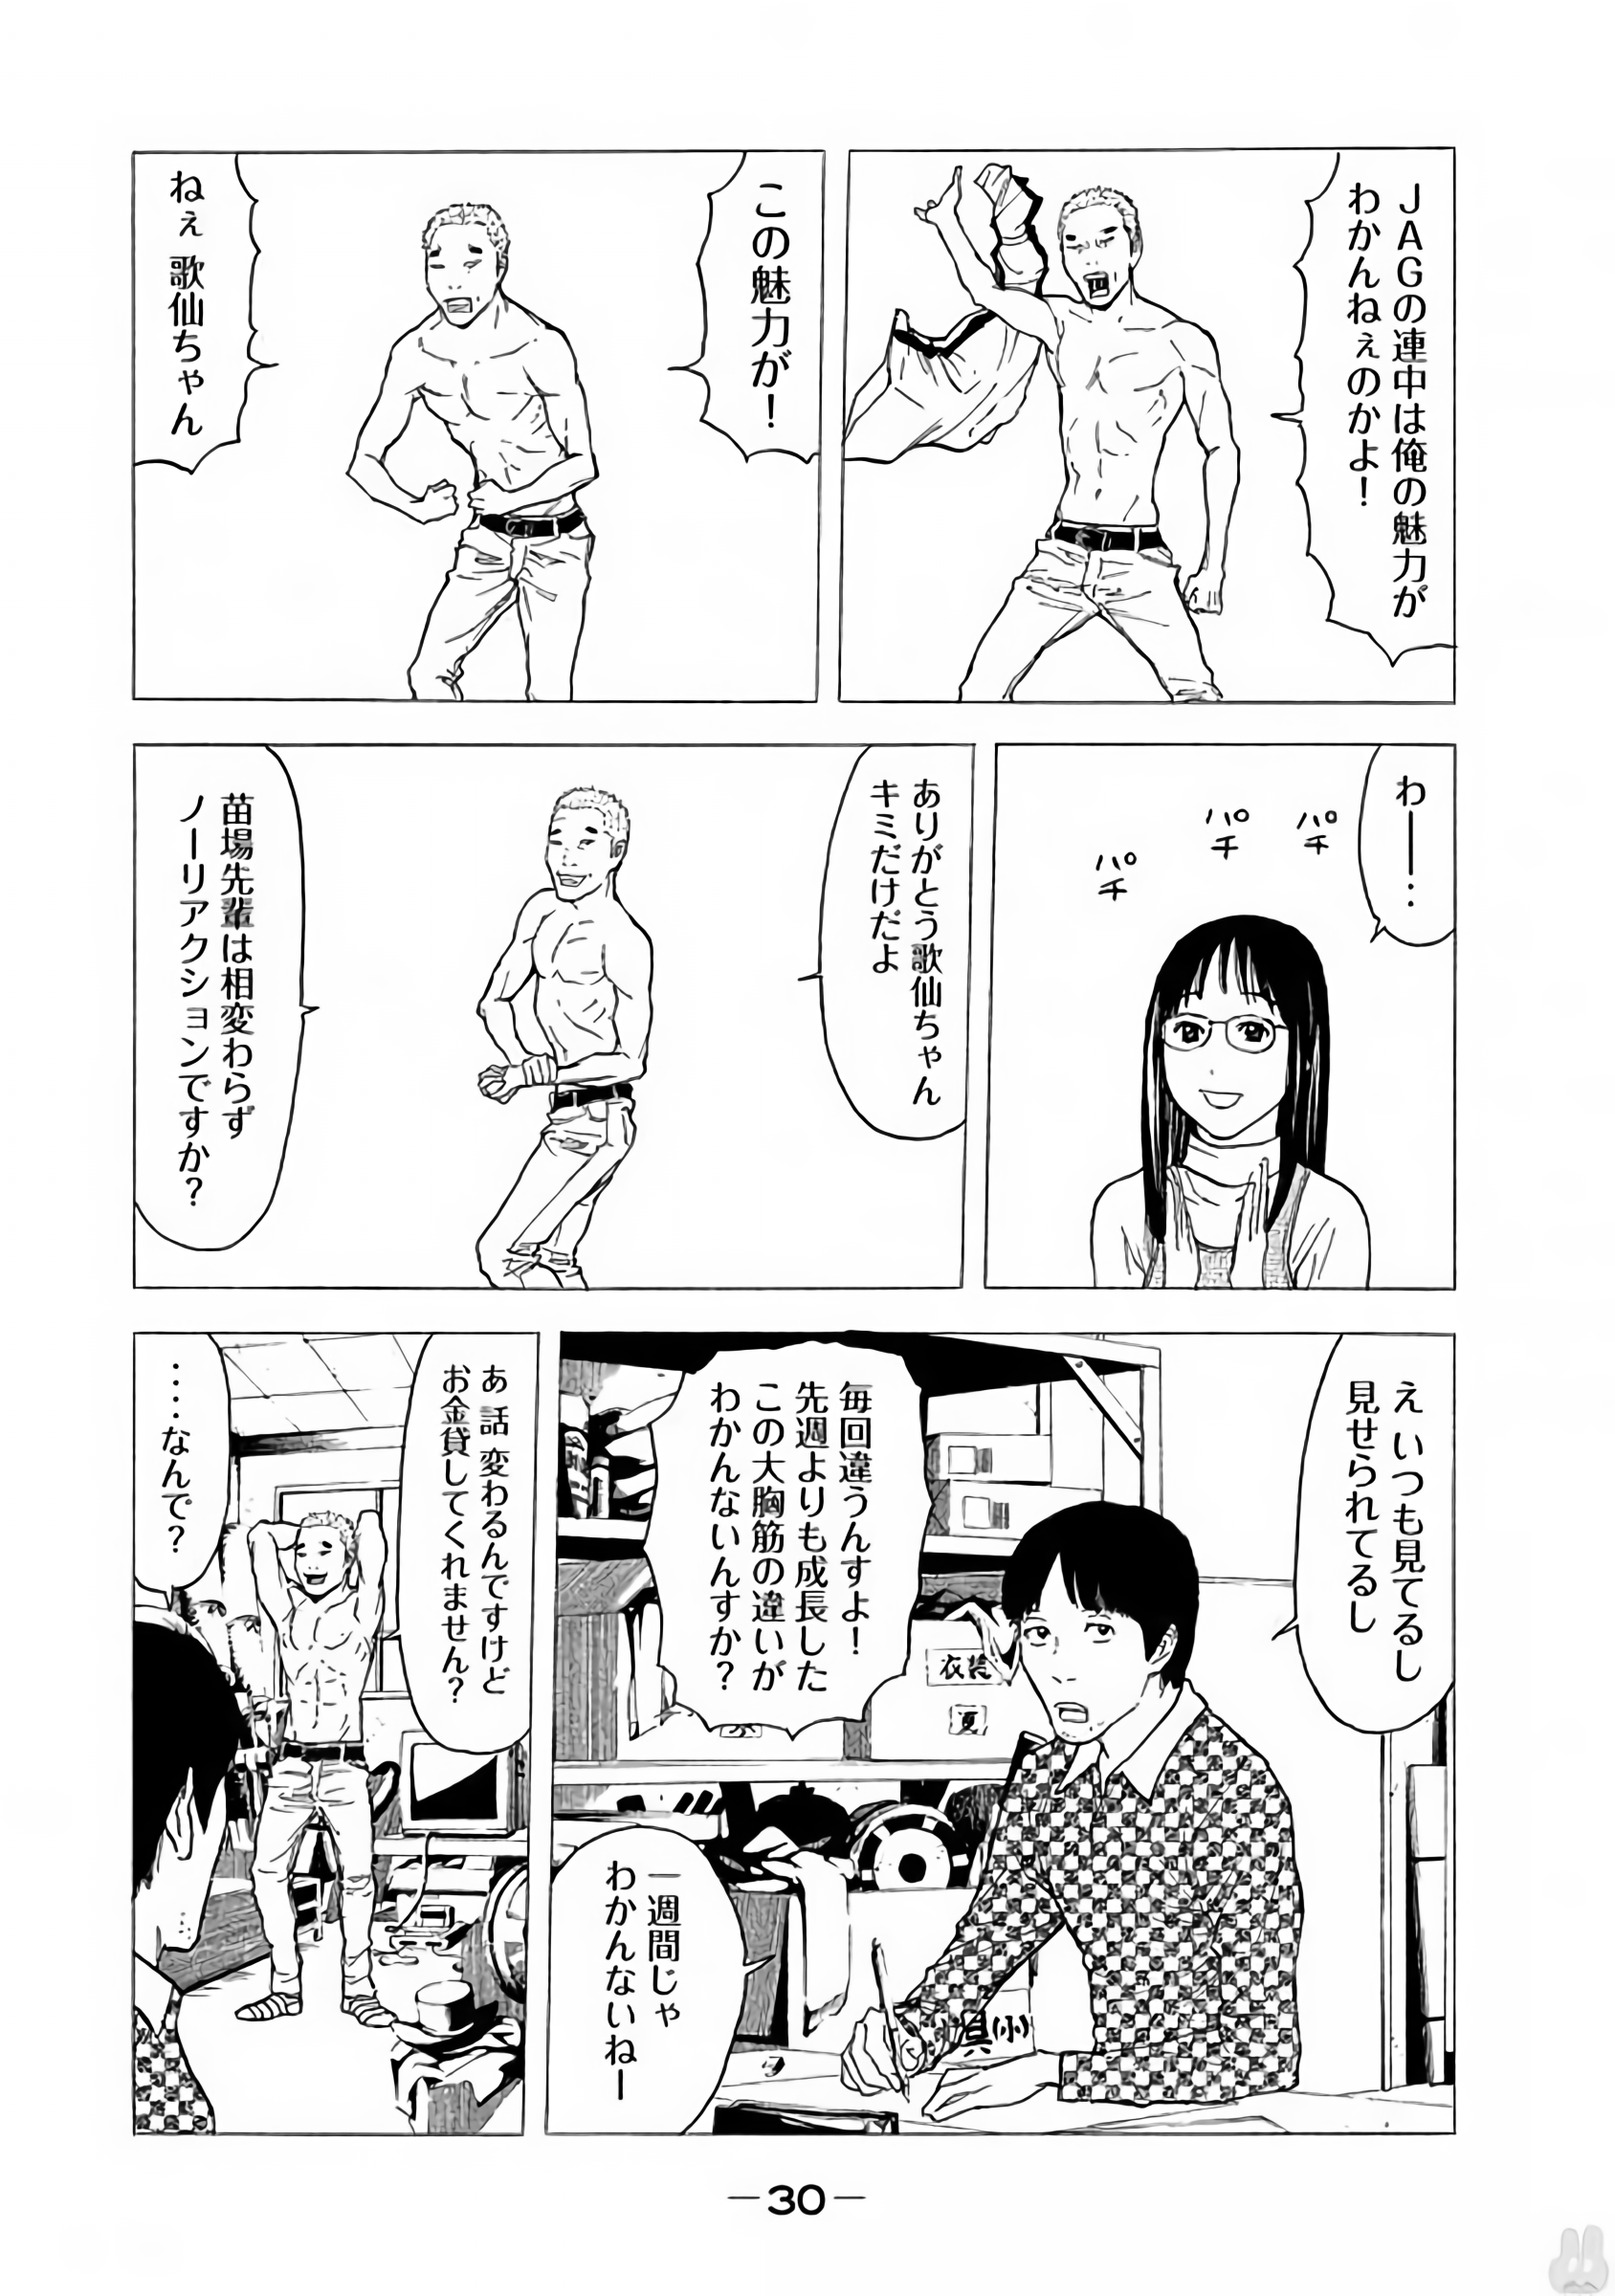 JAGの連中は俺の魅力が
わかんねぇのかよ!
この魅力が!
ねぇ 歌仙ちゃん
わ――‥
パチ
パチ
パチ
ありがとう歌仙ちゃん
キミだけだよ
苗場先輩は相変わらず
ノーリアクションですか?
え いつも見てるし
見せられてるし
毎回違うんすよ!
先週よりも成長した
この大胸筋の違いが
わかんないんすか?
衣装
夏
小
具
一週間じゃ
わかんないねー
あ 話 変わるんですけど
お金貸してくれません?
‥‥なんで?
―30―